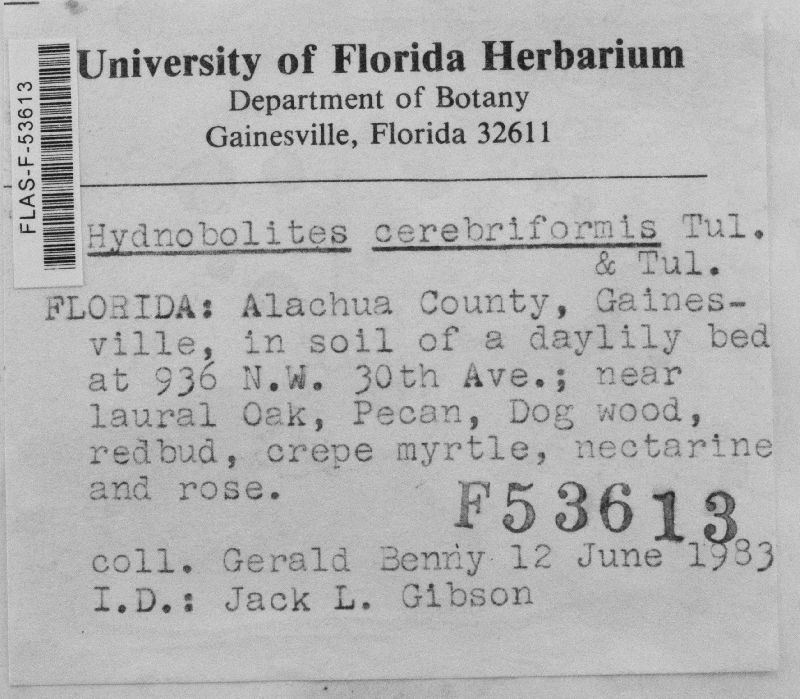 University of Florida Herbarium
Department of Botany
Gainesville, Florida 32611
FLAS-F-53613
Hydnobolites cerebriformis Tul.
& Tul.
FLORIDA: Alachua County, Gaines-
ville, in soil of a daylily bed
at 936 N.W. 30th Ave.; near
laural Oak, Pecan, Dog wood,
redbud, crepe myrtle, nectarine
and rose.
F53613
coll. Gerald Benny 12 June 1983
I.D.: Jack L. Gibson